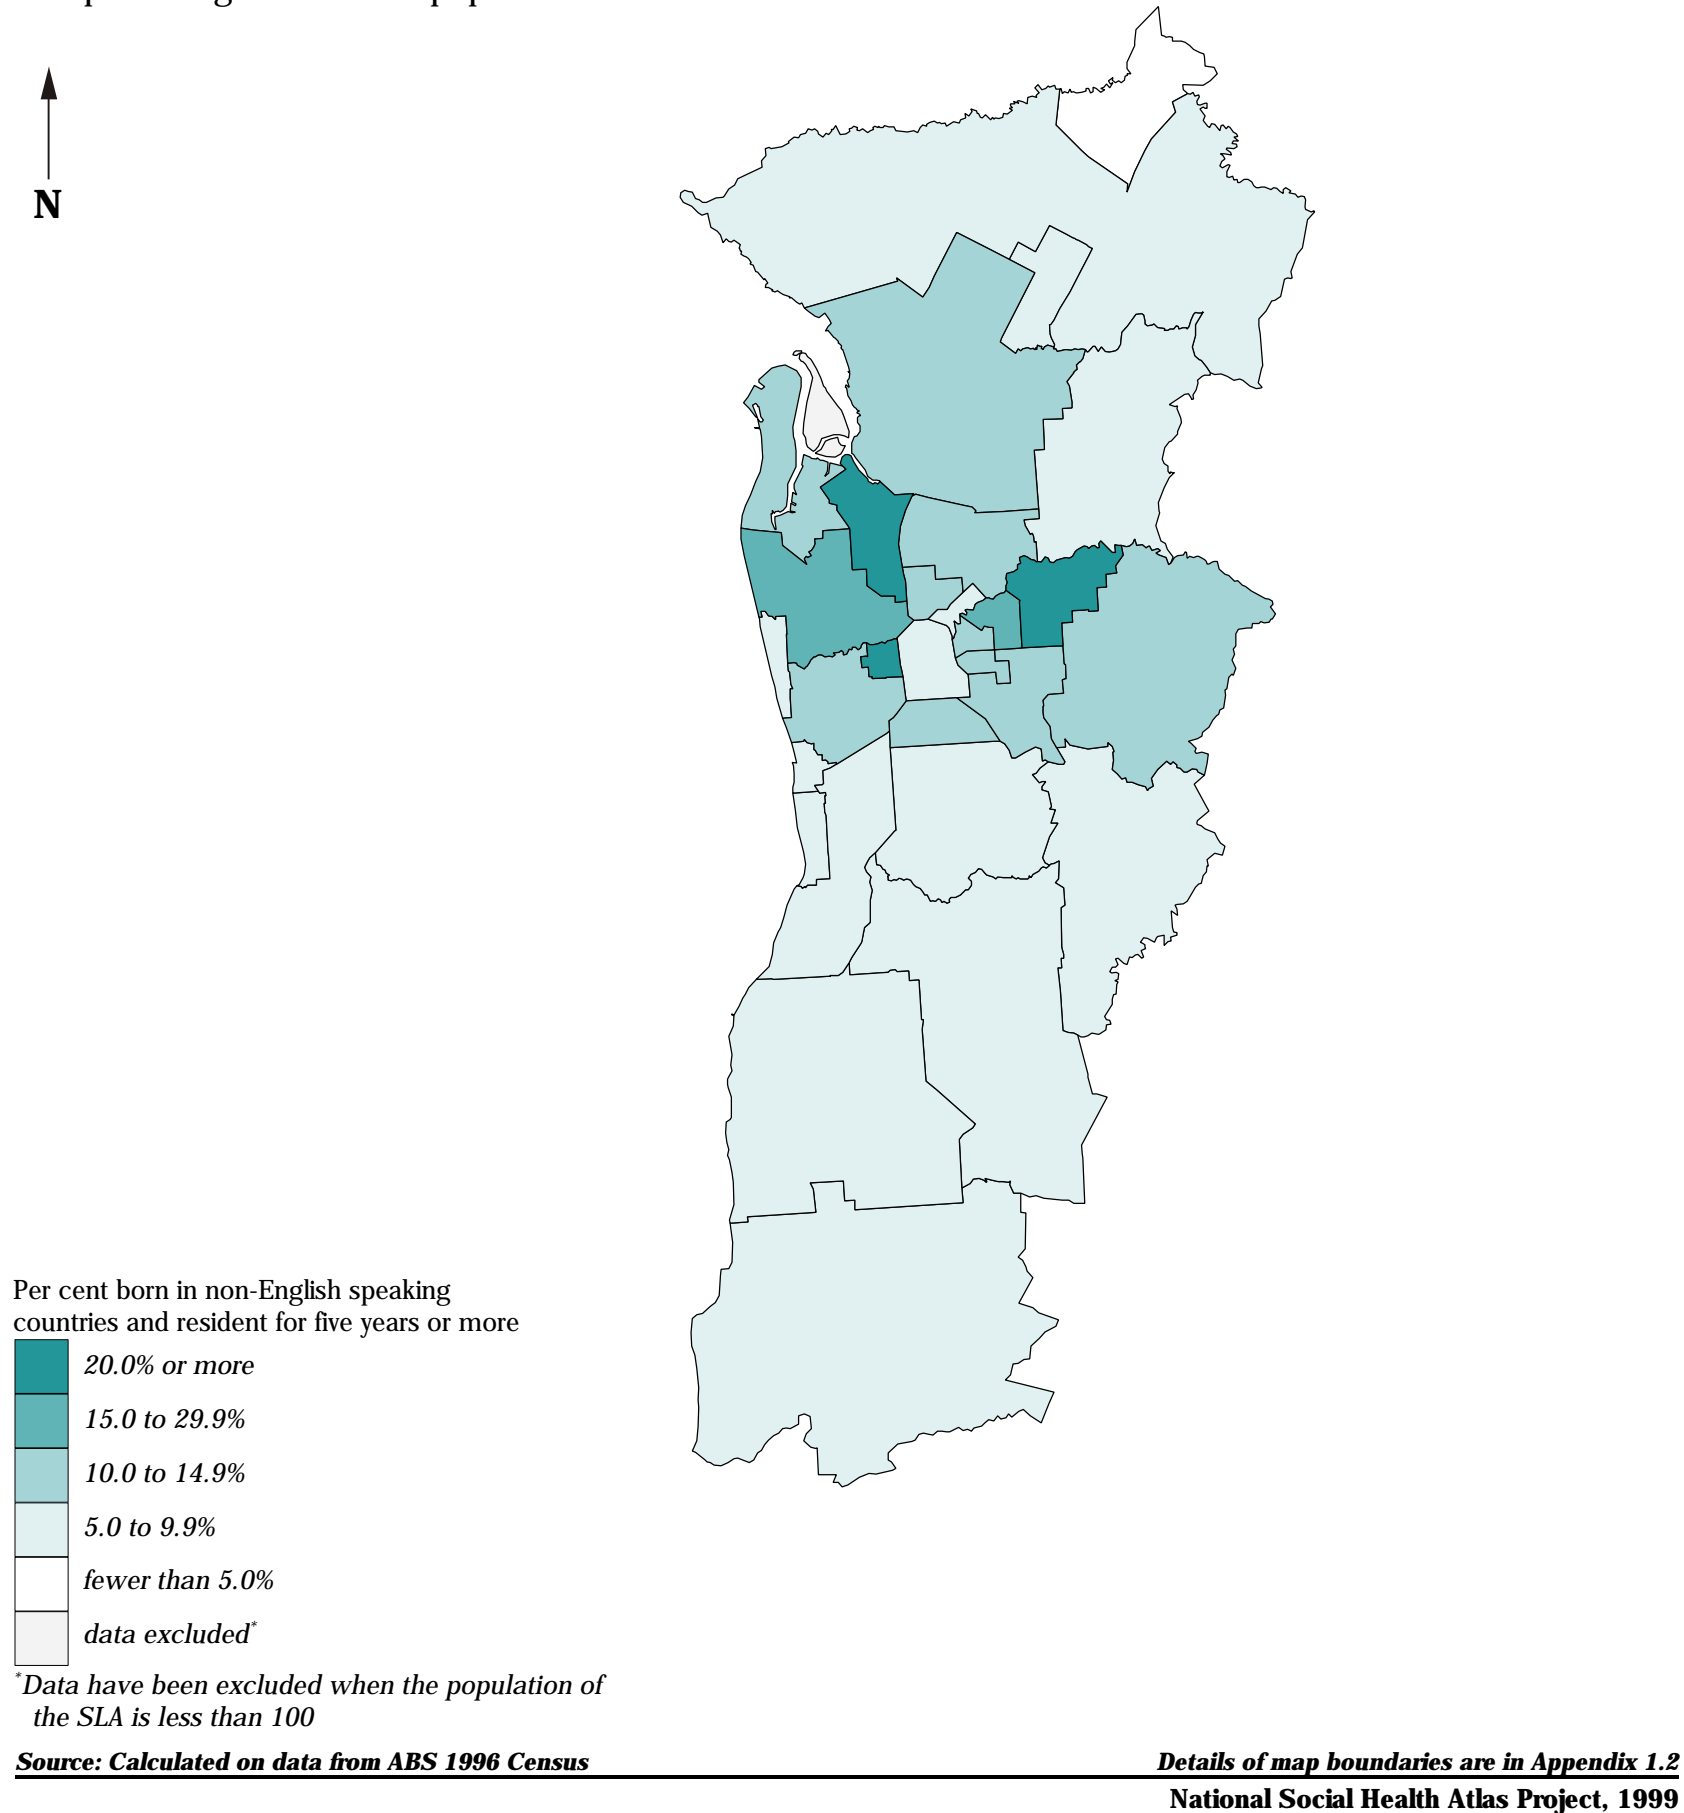 N
Per cent born in non-English speaking
countries and resident for five years or more
20.0% or more
15.0 to 29.9%
10.0 to 14.9%
5.0 to 9.9%
fewer than 5.0%
data excluded*
*Data have been excluded when the population of
the SLA is less than 100
Source: Calculated on data from ABS 1996 Census
Details of map boundaries are in Appendix 1.2
National Social Health Atlas Project, 1999